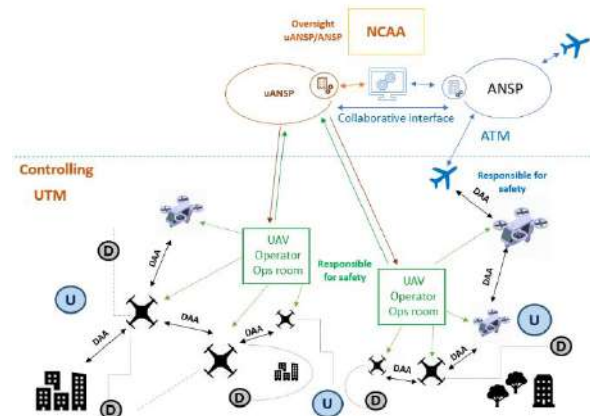 Oversight
uANSP/ANSP
NCAA
uANSP
ANSP
Collaborative interface
ATM
Controlling
UTM
Responsible for
safety
DAA
D
DAA
UAV
Operator
Ops room
Responsible
for safety
UAV
Operator
Ops room
DAA
U
U
DAA
DAA
DAA
D
DAA
DAA
D
D
U
D